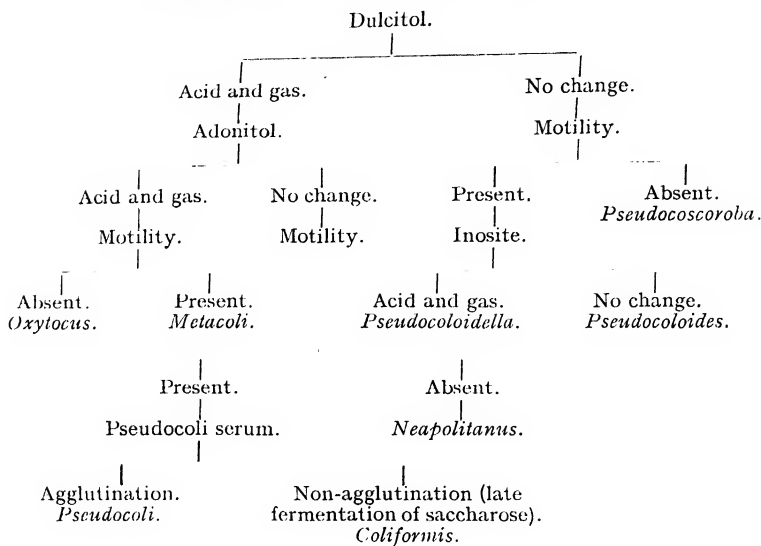 Dulcitol.
Acid and gas. No change.
Adonitol. Motility.
Acid and gas. No change. Present. Absent.
Pseudocoscoroba.
Motility. Motility. Inosite.
Absent. Present. Acid and gas. No change.
Oxytocus. Metacoli. Pseudocoloidella. Pseudocoloides.
Present. Absent.
Pseudocoli serum. Neapolitanus.
Agglutination. Non-agglutination (late
Pseudocoli. fermentation of saccharose).
Coliformis.